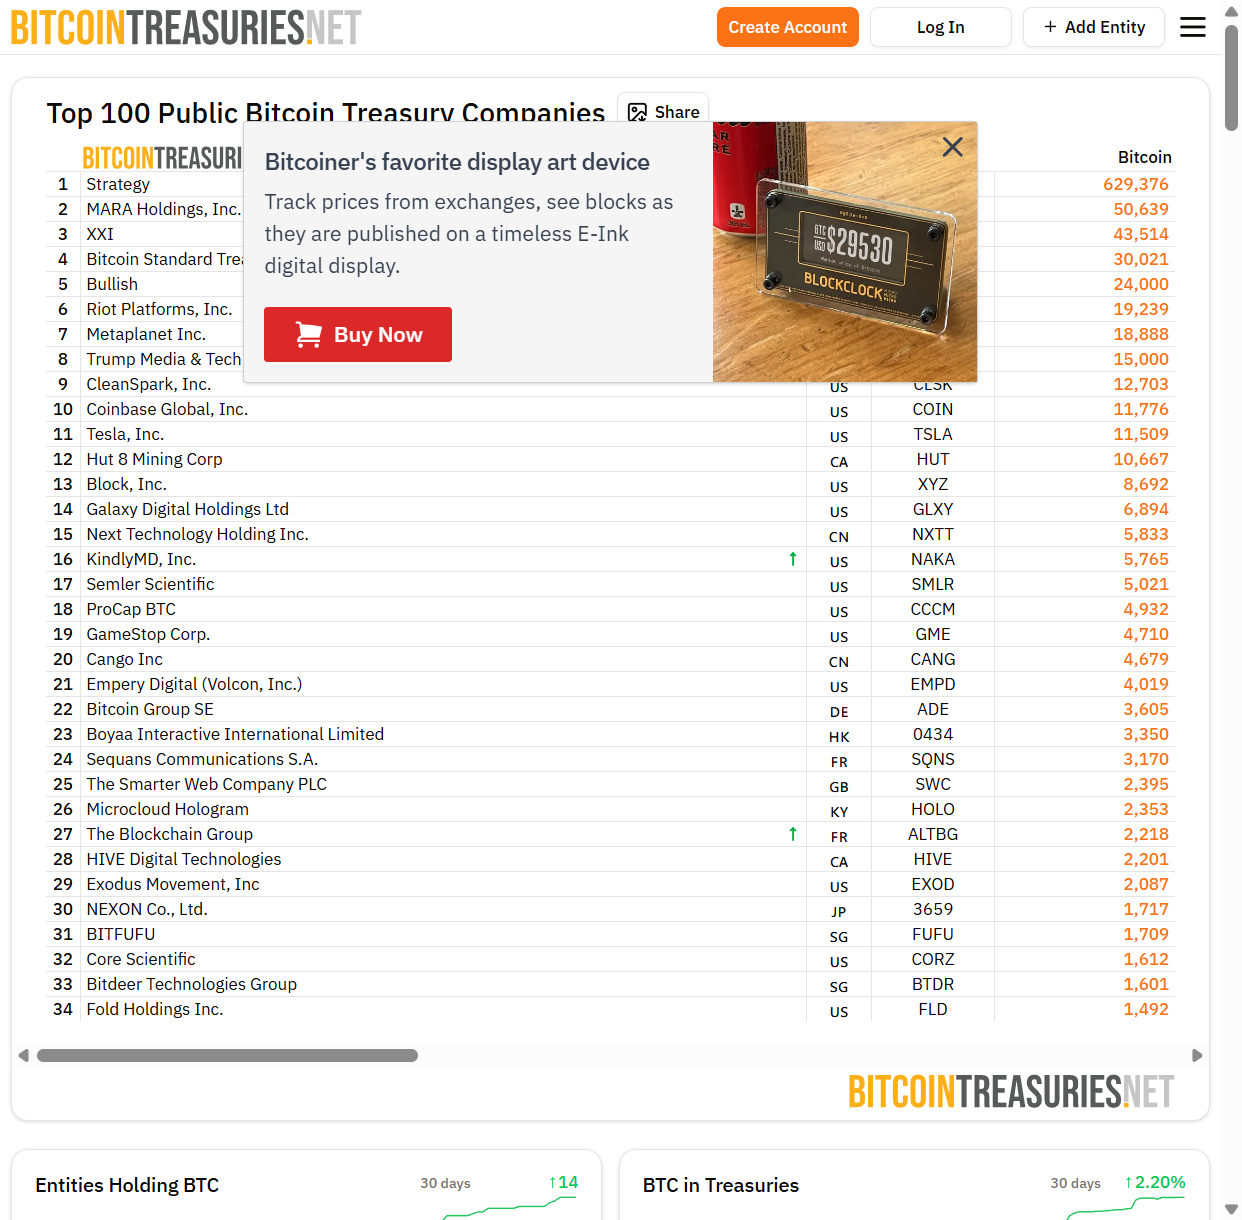 BITCOINTREASURIES.NET
Create Account
Log In
+ Add Entity
Top 100 Public Bitcoin Treasury Companies
Share
BITCOINTREASURI
Bitcoin
Bitcoiner's favorite display art device
Track prices from exchanges, see blocks as
they are published on a timeless E-Ink
digital display.
Buy Now
BTC
USD $29530
Market price of Bitcoin
BLOCKCLOCK
1 Strategy 629,376
2 MARA Holdings, Inc. 50,639
3 XXI 43,514
4 Bitcoin Standard Trea 30,021
5 Bullish 24,000
6 Riot Platforms, Inc. 19,239
7 Metaplanet Inc. 18,888
8 Trump Media & Tech 15,000
9 CleanSpark, Inc. US CLSK 12,703
10 Coinbase Global, Inc. US COIN 11,776
11 Tesla, Inc. US TSLA 11,509
12 Hut 8 Mining Corp CA HUT 10,667
13 Block, Inc. US XYZ 8,692
14 Galaxy Digital Holdings Ltd US GLXY 6,894
15 Next Technology Holding Inc. CN NXTT 5,833
16 KindlyMD, Inc. ↑ US NAKA 5,765
17 Semler Scientific US SMLR 5,021
18 ProCap BTC US CCCM 4,932
19 GameStop Corp. US GME 4,710
20 Cango Inc CN CANG 4,679
21 Empery Digital (Volcon, Inc.) US EMPD 4,019
22 Bitcoin Group SE DE ADE 3,605
23 Boyaa Interactive International Limited HK 0434 3,350
24 Sequans Communications S.A. FR SQNS 3,170
25 The Smarter Web Company PLC GB SWC 2,395
26 Microcloud Hologram KY HOLO 2,353
27 The Blockchain Group ↑ FR ALTBG 2,218
28 HIVE Digital Technologies CA HIVE 2,201
29 Exodus Movement, Inc US EXOD 2,087
30 NEXON Co., Ltd. JP 3659 1,717
31 BITFUFU SG FUFU 1,709
32 Core Scientific US CORZ 1,612
33 Bitdeer Technologies Group SG BTDR 1,601
34 Fold Holdings Inc. US FLD 1,492
BITCOINTREASURIES.NET
Entities Holding BTC 30 days ↑14
BTC in Treasuries 30 days ↑2.20%